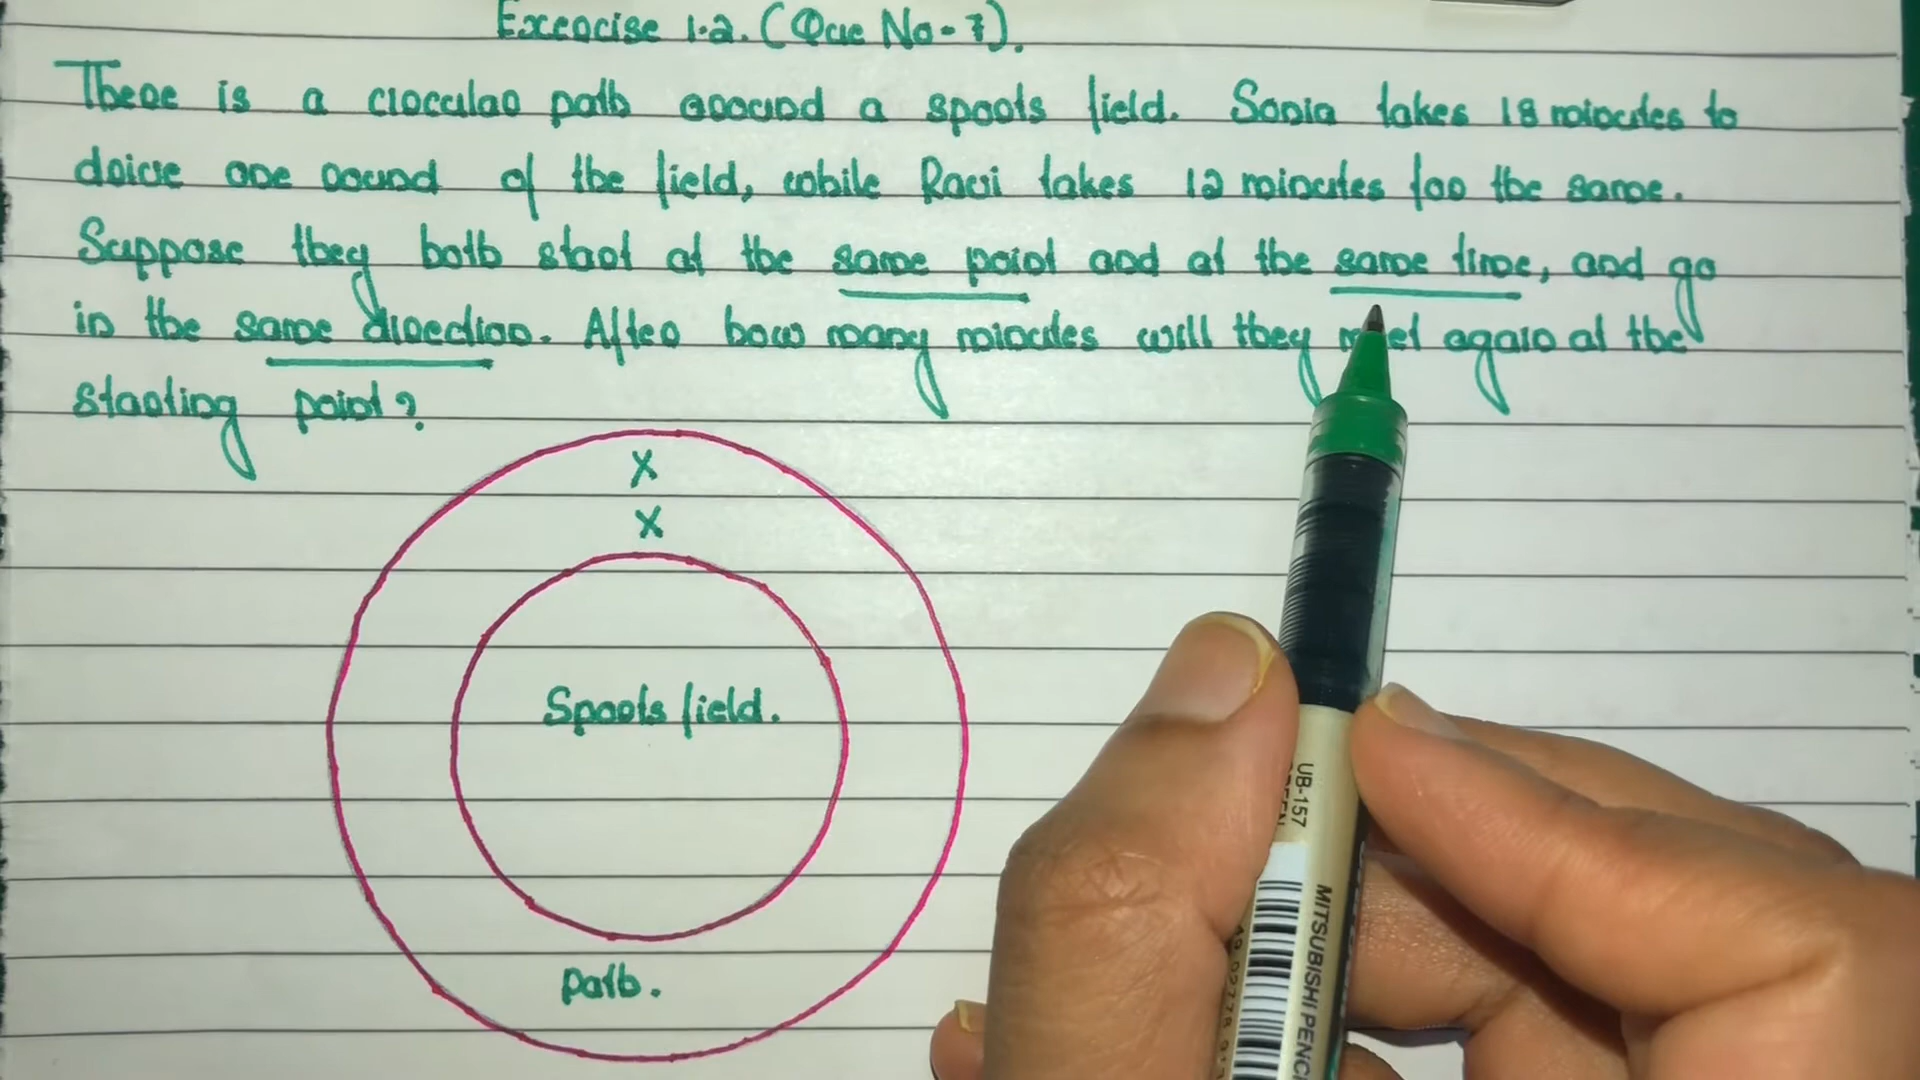 Exercise 1.2. (Que No-7).
There is a circular path around a sports field. Sonia takes 18 minutes to
drive one round of the field, while Ravi takes 12 minutes for the same.
Suppose they both start at the same point and at the same time, and go
in the same direction. After how many minutes will they meet again at the
starting point?
X
X
Sports field.
Path.
UB-157
MITSUBISHI PENCI